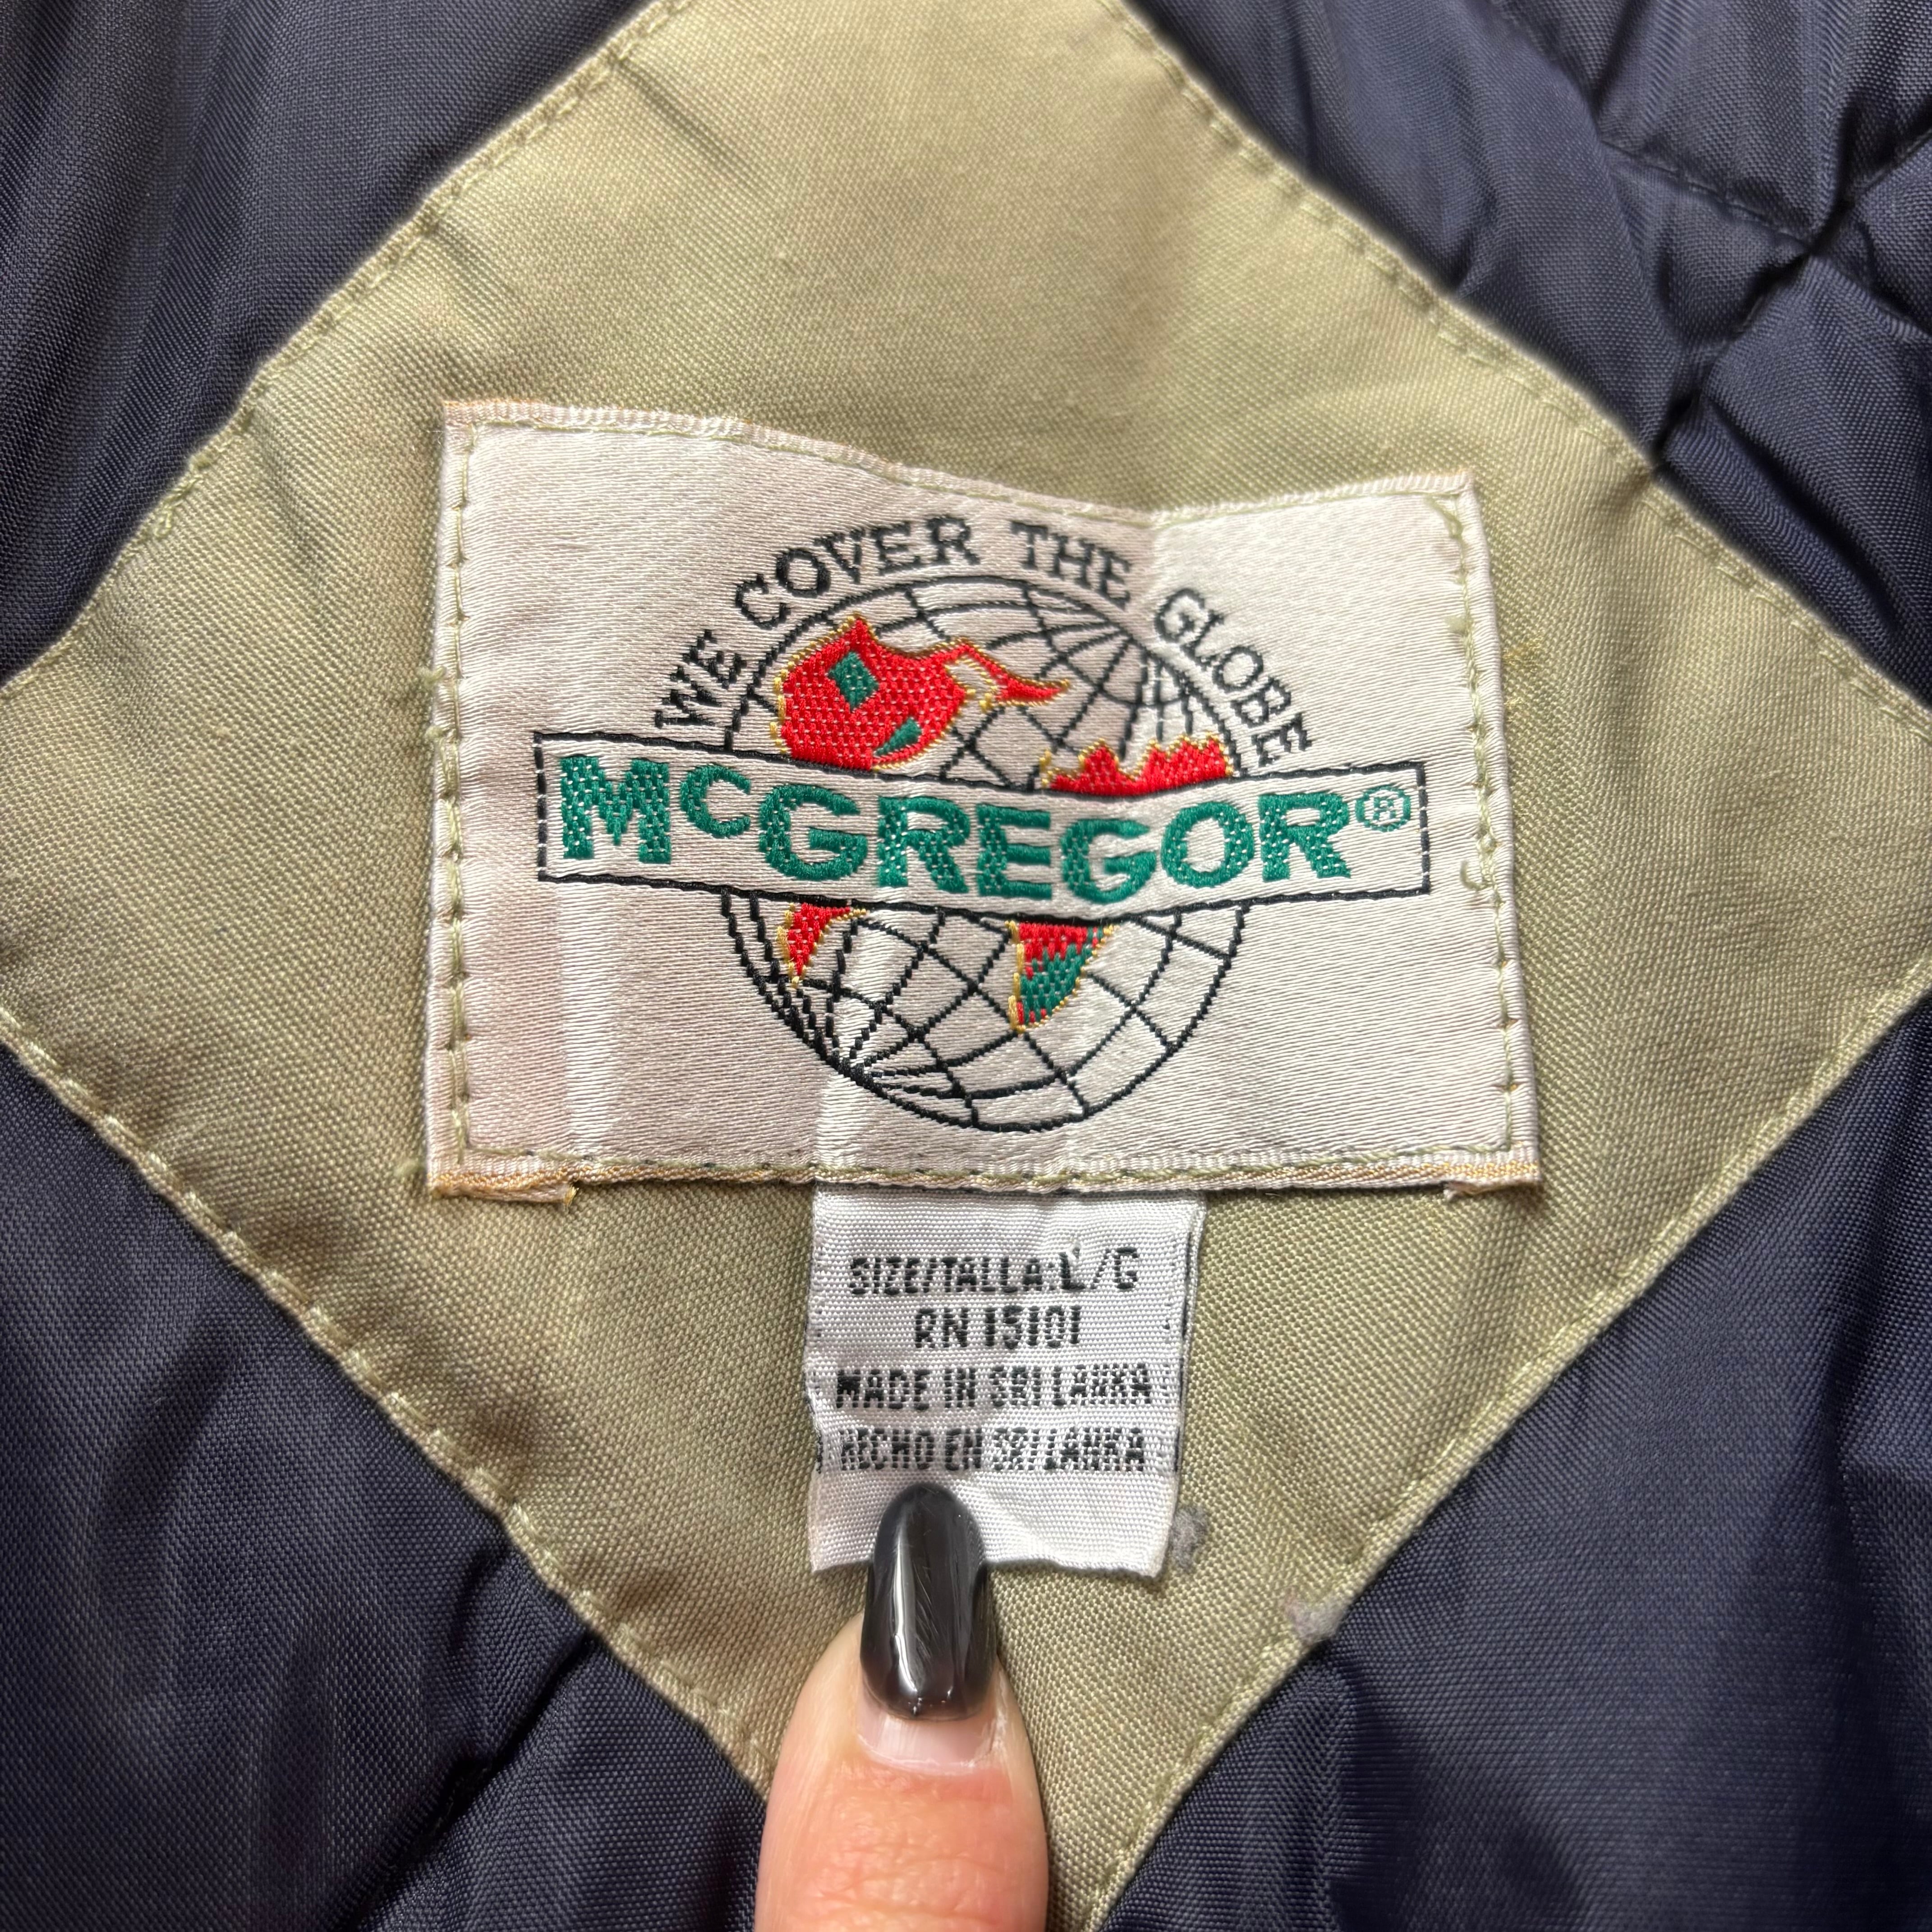 WE COVER THE GLOBE
McGREGOR®
SIZE/TALLA:L/G
RN 15101
MADE IN SRI LANKA
HECHO EN SRI LANKA